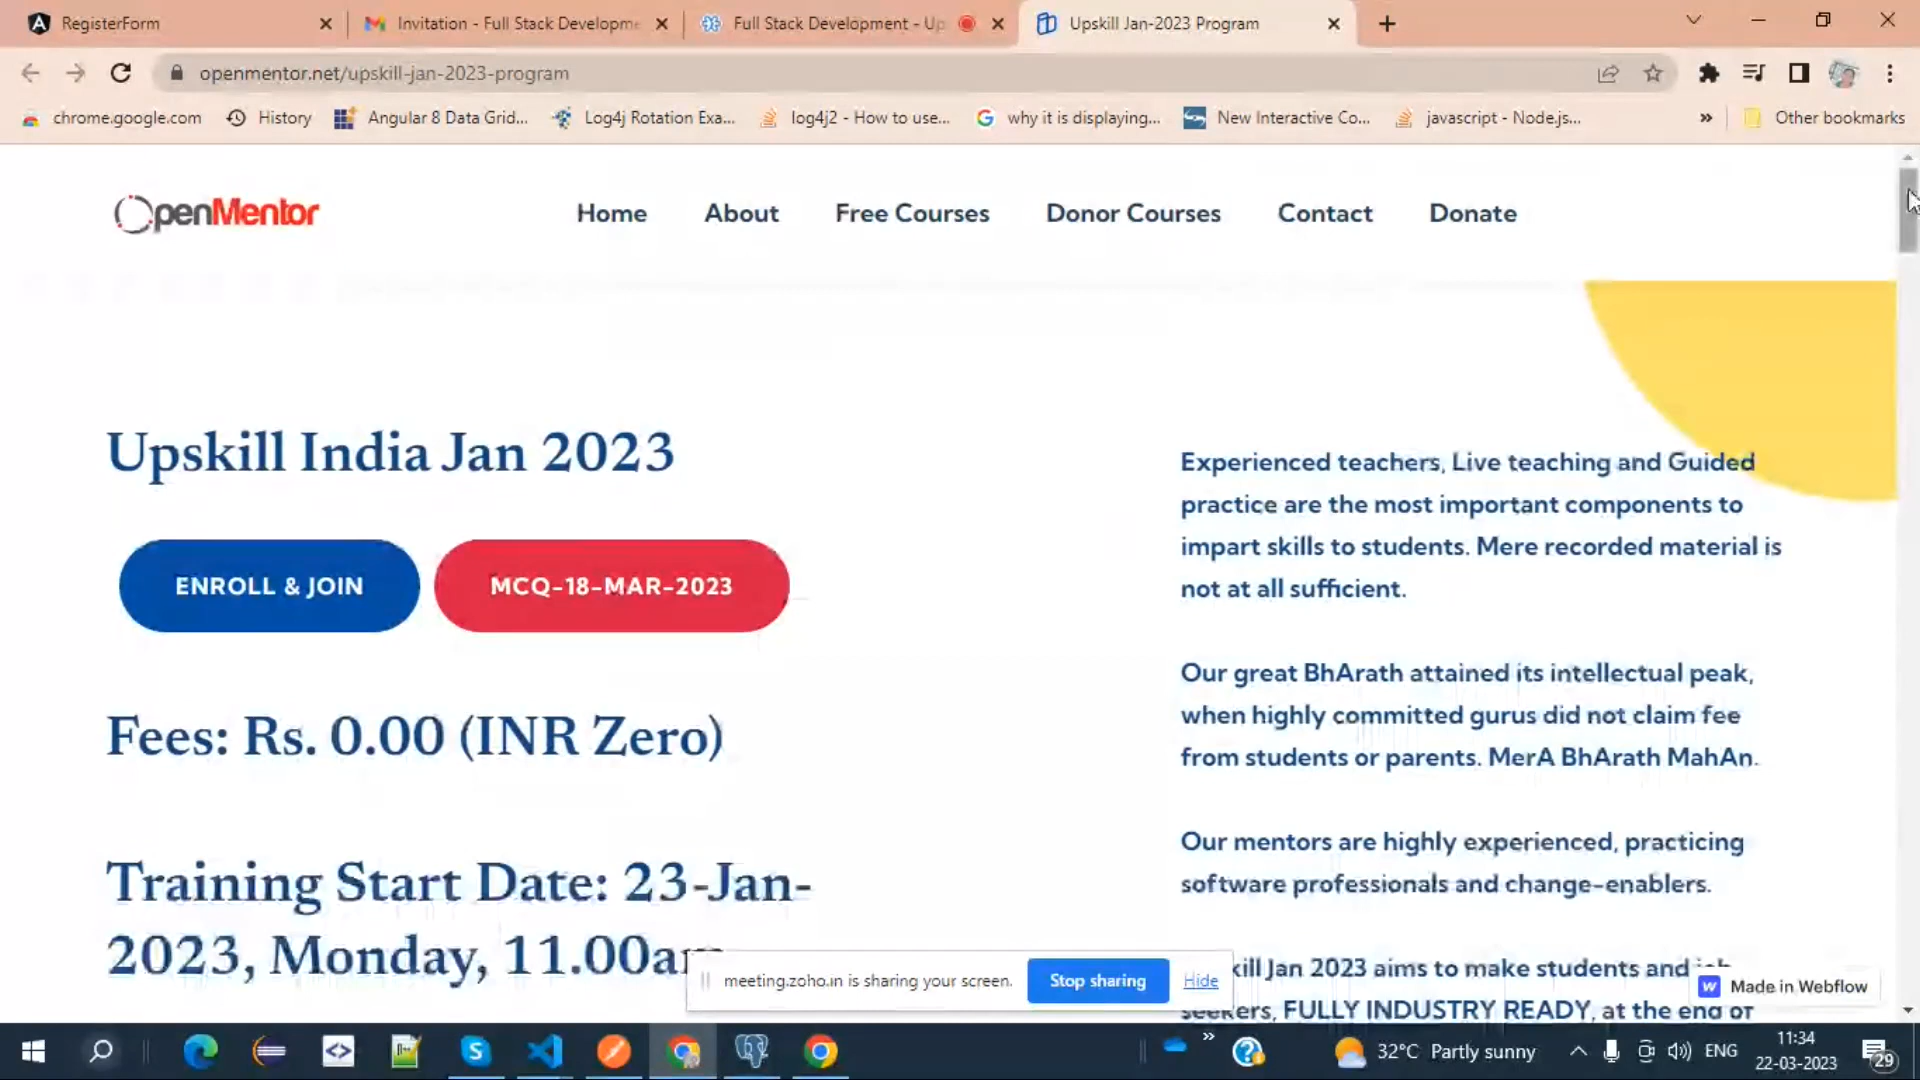 RegisterForm
Invitation - Full Stack Developme
Full Stack Development - Up
Upskill Jan-2023 Program
openmentor.net/upskill-jan-2023-program
chrome.google.com
History
Angular 8 Data Grid...
Log4j Rotation Exa...
log4j2 - How to use...
why it is displaying...
New Interactive Co...
javascript - Node.js...
»
Other bookmarks
OpenMentor
Home
About
Free Courses
Donor Courses
Contact
Donate
Upskill India Jan 2023
ENROLL & JOIN
MCQ-18-MAR-2023
Fees: Rs. 0.00 (INR Zero)
Training Start Date: 23-Jan-
2023, Monday, 11.00am
Experienced teachers, Live teaching and Guided
practice are the most important components to
impart skills to students. Mere recorded material is
not at all sufficient.
Our great BhArath attained its intellectual peak,
when highly committed gurus did not claim fee
from students or parents. MerA BhArath MahAn.
Our mentors are highly experienced, practicing
software professionals and change-enablers.
kill Jan 2023 aims to make students and job
seekers, FULLY INDUSTRY READY, at the end of
meeting.zoho.in is sharing your screen.
Stop sharing
Hide
Made in Webflow
32°C Partly sunny
ENG
11:34
22-03-2023
29